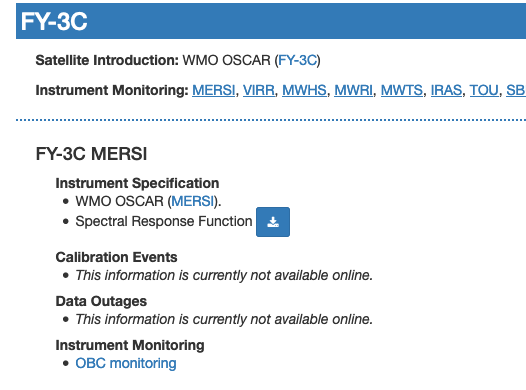 FY-3C
Satellite Introduction: WMO OSCAR (FY-3C)
Instrument Monitoring: MERSI, VIRR, MWHS, MWRI, MWTS, IRAS, TOU, SB
FY-3C MERSI
Instrument Specification
• WMO OSCAR (MERSI).
• Spectral Response Function
Calibration Events
• This information is currently not available online.
Data Outages
• This information is currently not available online.
Instrument Monitoring
• OBC monitoring